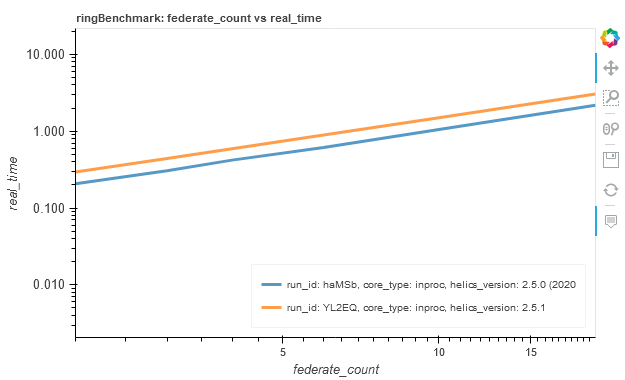 ringBenchmark: federate_count vs real_time
10.000
1.000
0.100
0.010
real_time
run_id: haMSb, core_type: inproc, helics_version: 2.5.0 (2020
run_id: YL2EQ, core_type: inproc, helics_version: 2.5.1
5
10
15
federate_count